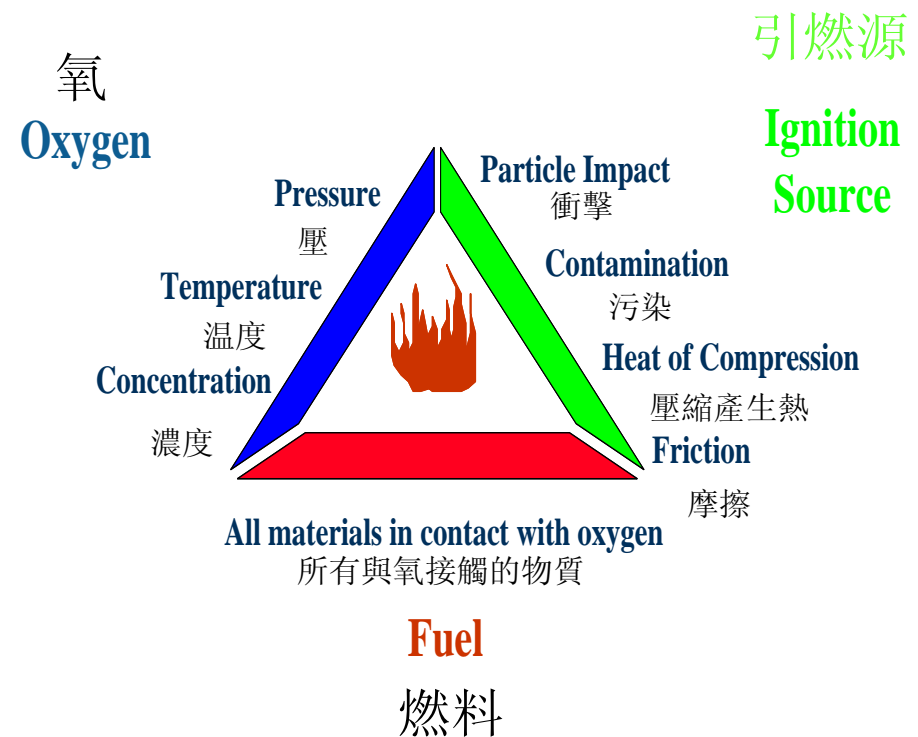 氧
Oxygen
引燃源
Ignition
Source
Pressure
壓
Temperature
温度
Concentration
濃度
Particle Impact
衝擊
Contamination
污染
Heat of Compression
壓縮產生熱
Friction
摩擦
All materials in contact with oxygen
所有與氧接觸的物質
Fuel
燃料